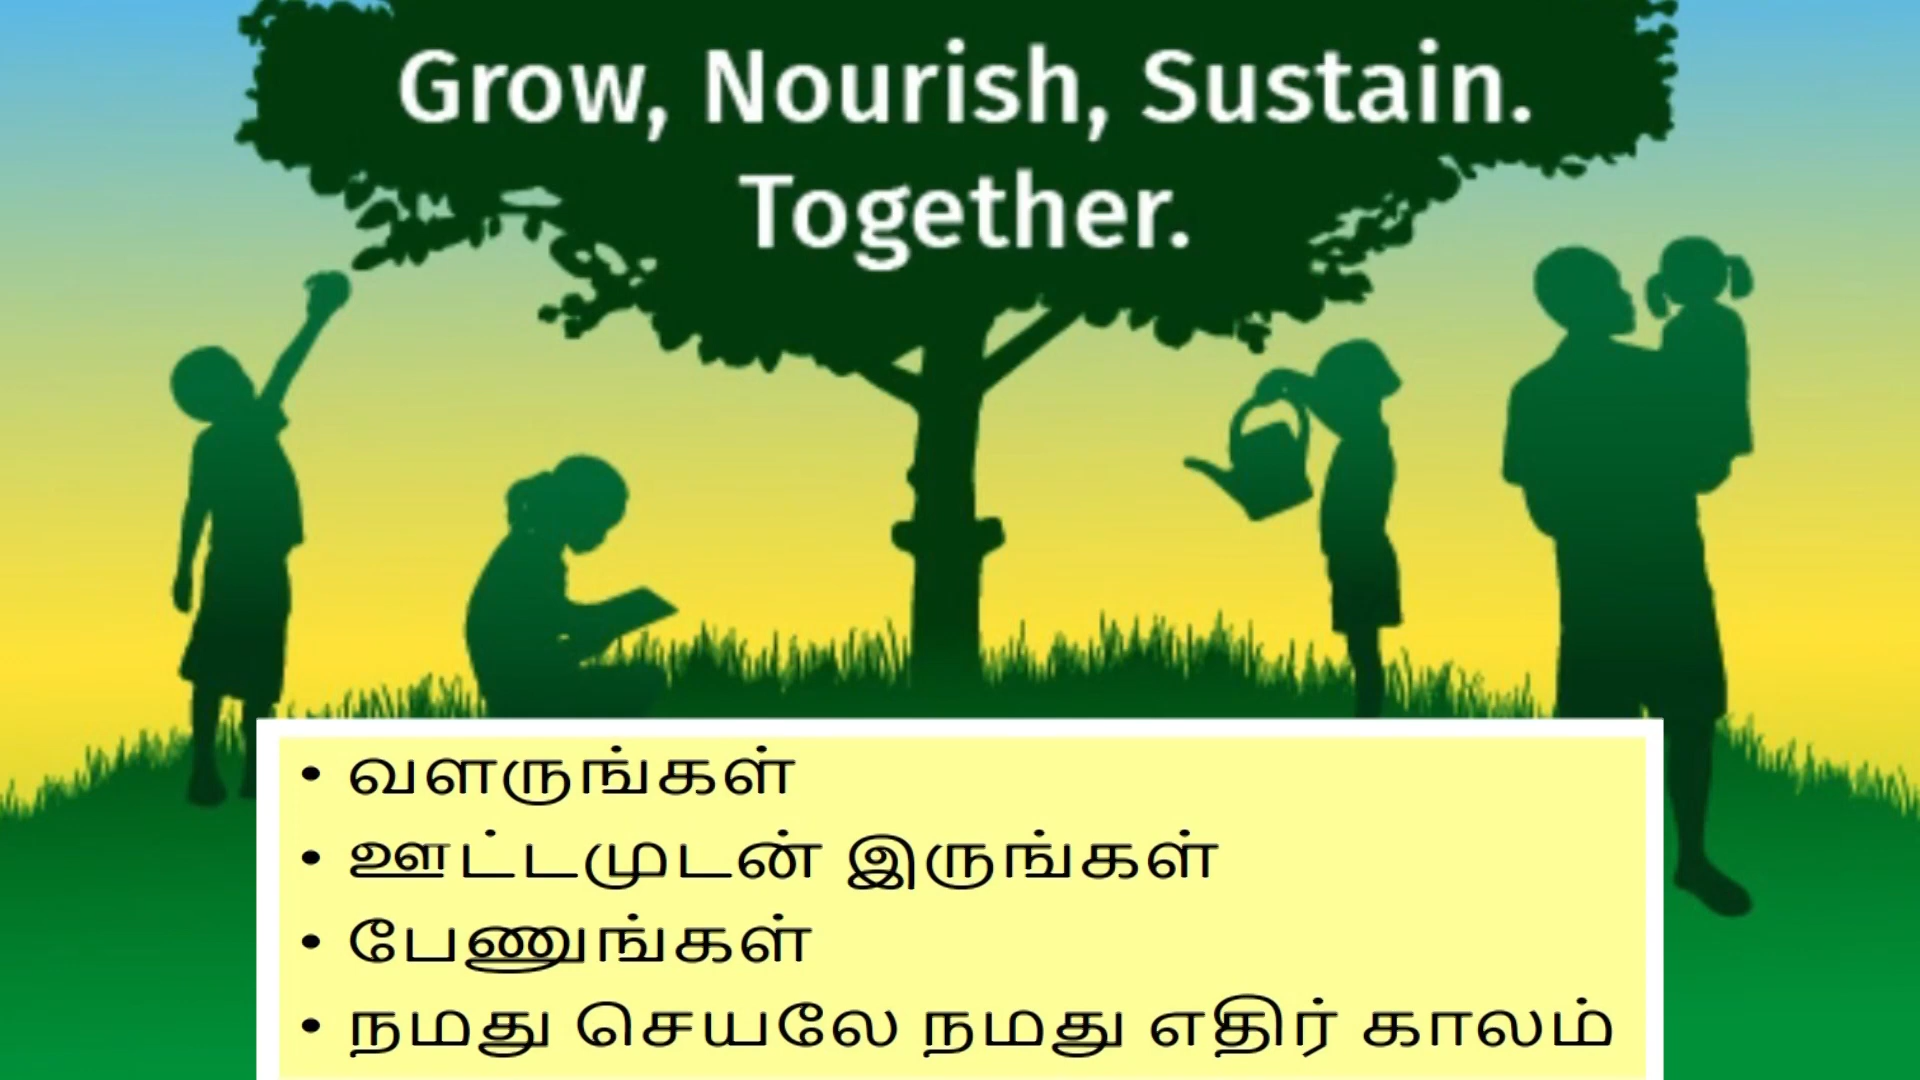 Grow, Nourish, Sustain.
Together.
• வளருங்கள்
• ஊட்டமுடன் இருங்கள்
• பேணுங்கள்
• நமது செயலே நமது எதிர் காலம்